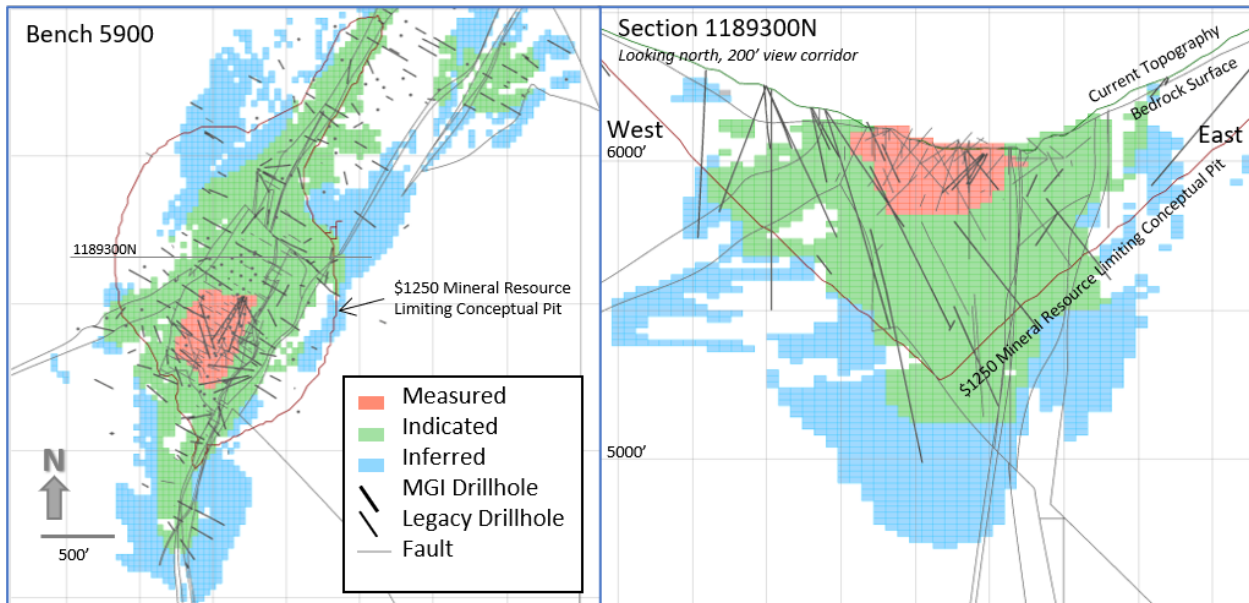 Bench 5900
1189300N
$1250 Mineral Resource
Limiting Conceptual Pit
N
500’
Measured
Indicated
Inferred
MGI Drillhole
Legacy Drillhole
Fault
Section 1189300N
Looking north, 200’ view corridor
Current Topography
Bedrock Surface
West
East
6000’
$1250 Mineral Resource Limiting Conceptual Pit
5000’